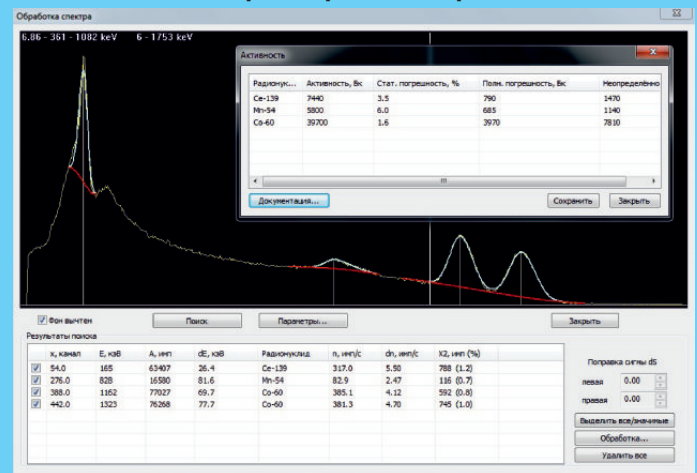 Обработка спектра
6.86 - 361 - 1082 keV 6 - 1753 keV
Активность
Радионук... Активность, Бк Стат. погрешность, % Полн. погрешность, Бк Неопределённо
Ce-139 7440 3.5 790 1470
Mn-54 5800 6.0 685 1140
Co-60 39700 1.6 3970 7810
Документация... Сохранить Закрыть
Фон вычтен Поиск Параметры... Закрыть
Результаты поиска
x, канал E, кэВ A, имп dE, кэВ Радионуклид n, имп/с dn, имп/с X2, имп (%)
54.0 165 63407 26.4 Ce-139 317.0 5.50 788 (1.2)
276.0 828 16580 81.6 Mn-54 82.9 2.47 116 (0.7)
388.0 1162 77027 69.7 Co-60 385.1 4.12 592 (0.8)
442.0 1323 76268 77.7 Co-60 381.3 4.70 745 (1.0)
Поправка сигмы dS
левая 0.00
правая 0.00
Выделить все/значимые
Обработка...
Удалить все